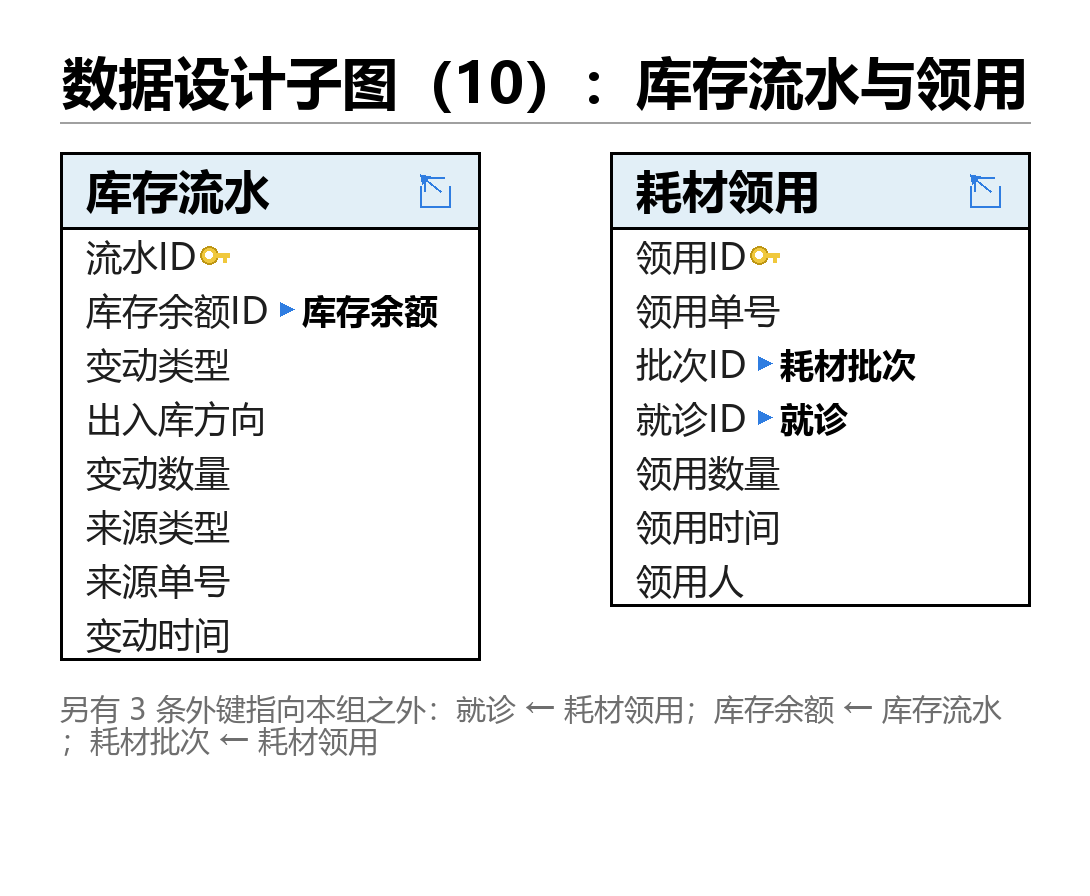 数据设计子图（10）：库存流水与领用
库存流水
流水ID
库存余额ID 库存余额
变动类型
出入库方向
变动数量
来源类型
来源单号
变动时间
耗材领用
领用ID
领用单号
批次ID 耗材批次
就诊ID 就诊
领用数量
领用时间
领用人
另有 3 条外键指向本组之外：就诊 ← 耗材领用；库存余额 ← 库存流水
；耗材批次 ← 耗材领用